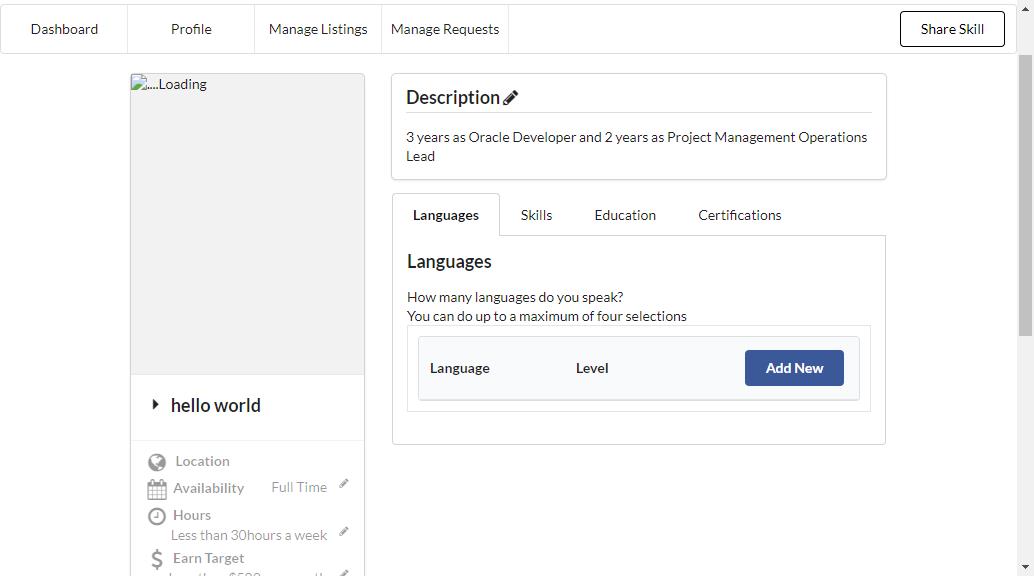 Dashboard
Profile
Manage Listings
Manage Requests
Share Skill
....Loading
hello world
Location
Availability Full Time
Hours
Less than 30hours a week
Earn Target
Description
3 years as Oracle Developer and 2 years as Project Management Operations
Lead
Languages
Skills
Education
Certifications
Languages
How many languages do you speak?
You can do up to a maximum of four selections
Language Level Add New